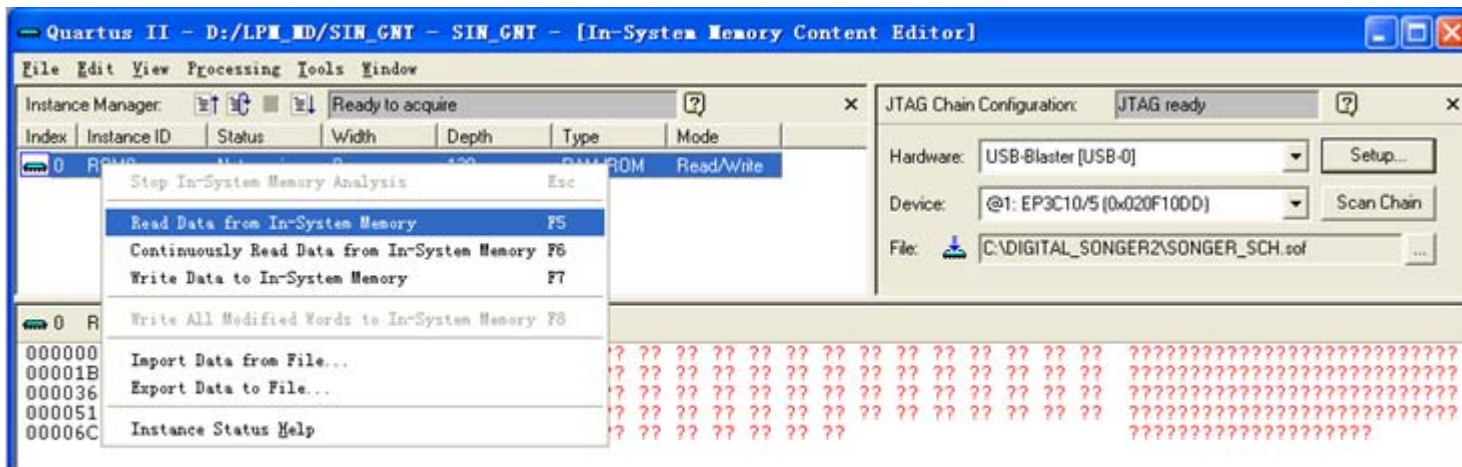 Quartus II - D:/LPM_MD/SIN_GNT - SIN_GNT - [In-System Memory Content Editor]
File Edit View Processing Tools Window
Instance Manager: Ready to acquire
Index Instance ID Status Width Depth Type Mode
0 Read/Write
Stop In-System Memory Analysis Esc
Read Data from In-System Memory F5
Continuously Read Data from In-System Memory F6
Write Data to In-System Memory F7
Write All Modified Words to In-System Memory F8
Import Data from File...
Export Data to File...
Instance Status Help
JTAG Chain Configuration: JTAG ready
Hardware: USB-Blaster [USB-0] Setup...
Device: @1: EP3C10/5 (0x020F10DD) Scan Chain
File: C:\DIGITAL_SONGER2\SONGER_SCH.sof ...
0 R
000000 ?? ?? ?? ?? ?? ?? ?? ?? ?? ?? ?? ?? ?? ?? ???????????????????????????
00001B ?? ?? ?? ?? ?? ?? ?? ?? ?? ?? ?? ?? ?? ?? ???????????????????????????
000036 ?? ?? ?? ?? ?? ?? ?? ?? ?? ?? ?? ?? ?? ?? ???????????????????????????
000051 ?? ?? ?? ?? ?? ?? ?? ?? ?? ?? ?? ?? ?? ?? ???????????????????????????
00006C ?? ?? ?? ?? ?? ?? ????????????????????